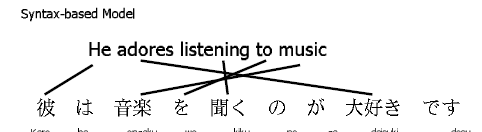 Syntax-based Model
He adores listening to music
彼 は 音楽 を 聞く の が 大好き です